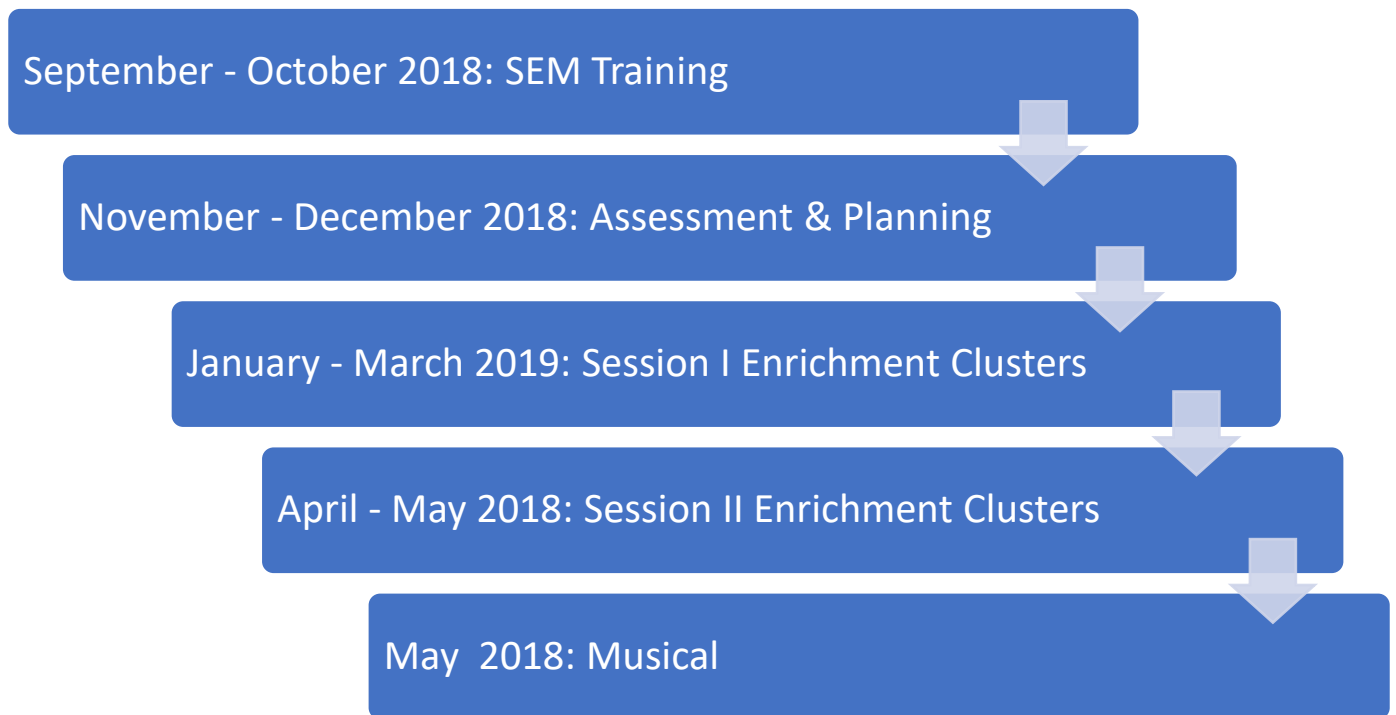 September - October 2018: SEM Training
November - December 2018: Assessment & Planning
January - March 2019: Session I Enrichment Clusters
April - May 2018: Session II Enrichment Clusters
May  2018: Musical